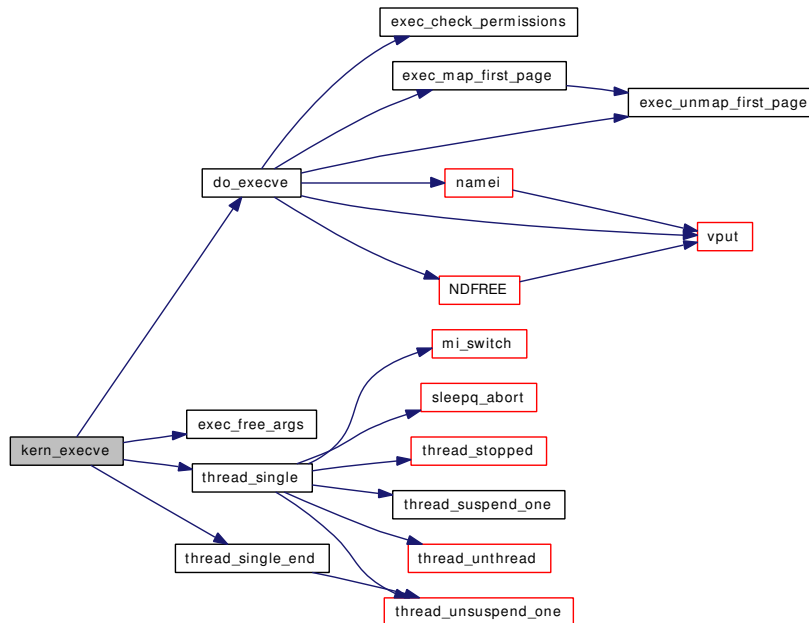 exec_check_permissions
exec_map_first_page
exec_unmap_first_page
do_execve
namei
vput
NDFREE
mi_switch
sleepq_abort
exec_free_args
kern_execve
thread_stopped
thread_single
thread_suspend_one
thread_single_end
thread_unthread
thread_unsuspend_one